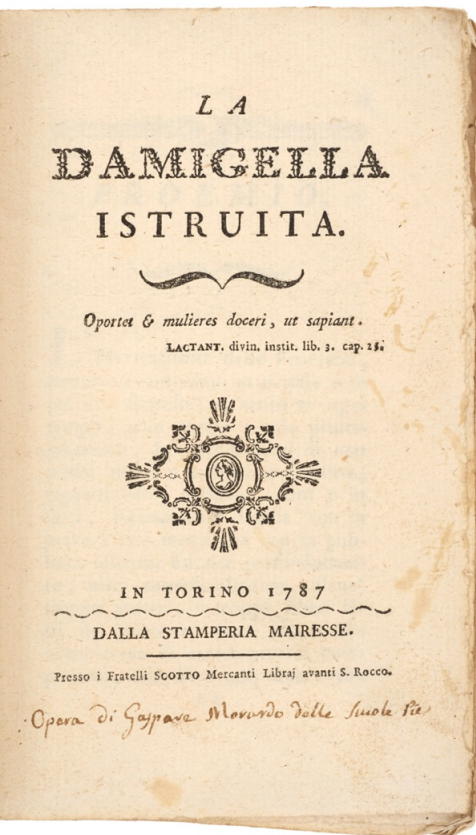 LA
DAMIGELLA
ISTRUITA.
Oportet & mulieres doceri, ut sapiant.
LACTANT. divin. instit. lib. 3. cap. 25.
IN TORINO 1787
DALLA STAMPERIA MAIRESSE.
Presso i Fratelli SCOTTO Mercanti Libraj avanti S. Rocco.
Opera di Gaspare Morardo delle Scuole Pie